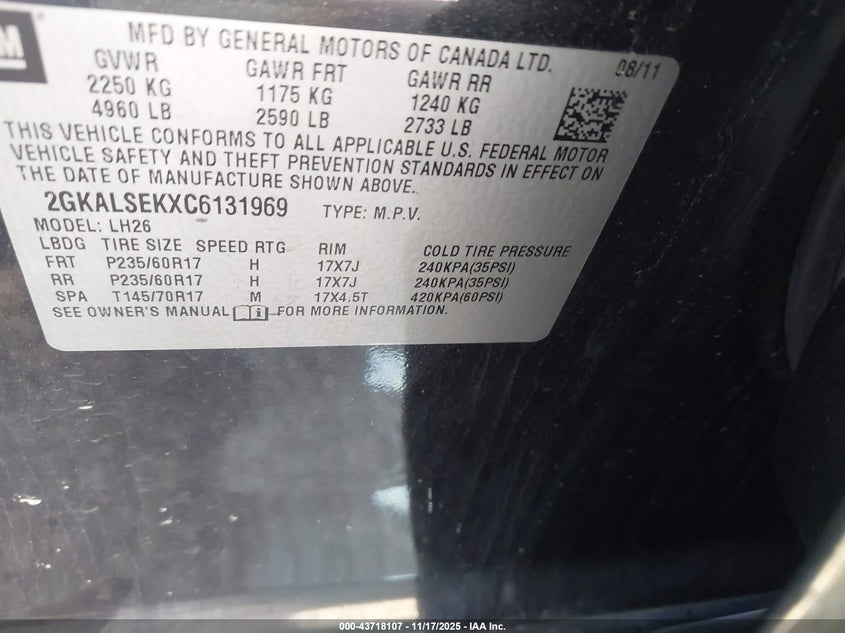 GM
MFD BY GENERAL MOTORS OF CANADA LTD.
08/11
GVWR GAWR FRT GAWR RR
2250 KG 1175 KG 1240 KG
4960 LB 2590 LB 2733 LB
THIS VEHICLE CONFORMS TO ALL APPLICABLE U.S. FEDERAL MOTOR
VEHICLE SAFETY AND THEFT PREVENTION STANDARDS IN EFFECT ON
THE DATE OF MANUFACTURE SHOWN ABOVE.
2GKALSEKXC6131969 TYPE: M.P.V.
MODEL: LH26
LBDG TIRE SIZE SPEED RTG RIM COLD TIRE PRESSURE
FRT P235/60R17 H 17X7J 240KPA(35PSI)
RR P235/60R17 H 17X7J 240KPA(35PSI)
SPA T145/70R17 M 17X4.5T 420KPA(60PSI)
SEE OWNER'S MANUAL FOR MORE INFORMATION.
000-43718107 - 11/17/2025 - IAA Inc.